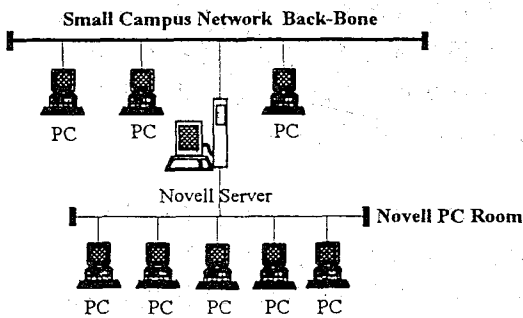 Small Campus Network Back-Bone
PC PC PC
Novell Server
Novell PC Room
PC PC PC PC PC